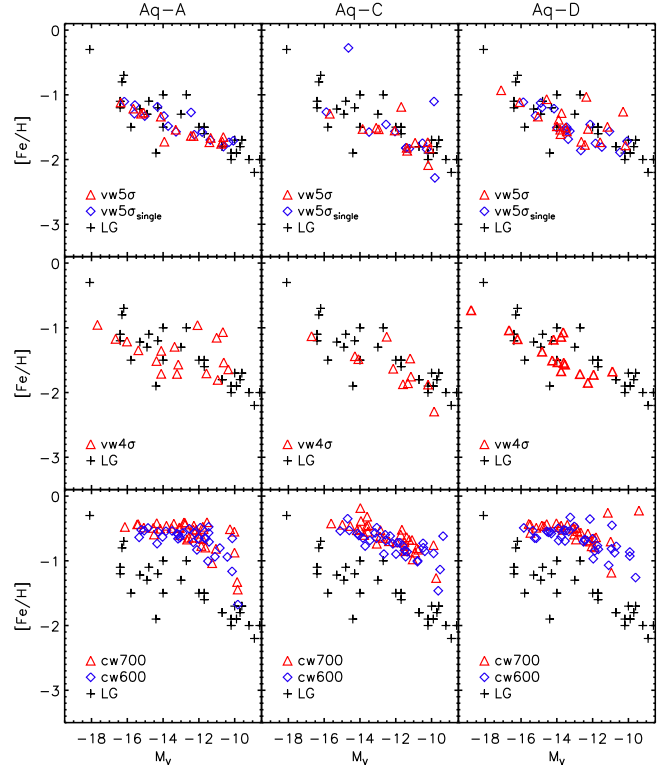 Aq-A Aq-C Aq-D
0
-1
-2
-3
[Fe/H]
vw5σ
vw5σsingle
LG
vw5σ
vw5σsingle
LG
vw5σ
vw5σsingle
LG
0
-1
-2
-3
[Fe/H]
vw4σ
LG
vw4σ
LG
vw4σ
LG
0
-1
-2
-3
[Fe/H]
cw700
cw600
LG
cw700
cw600
LG
cw700
cw600
LG
-18 -16 -14 -12 -10 -18 -16 -14 -12 -10 -18 -16 -14 -12 -10
Mv Mv Mv